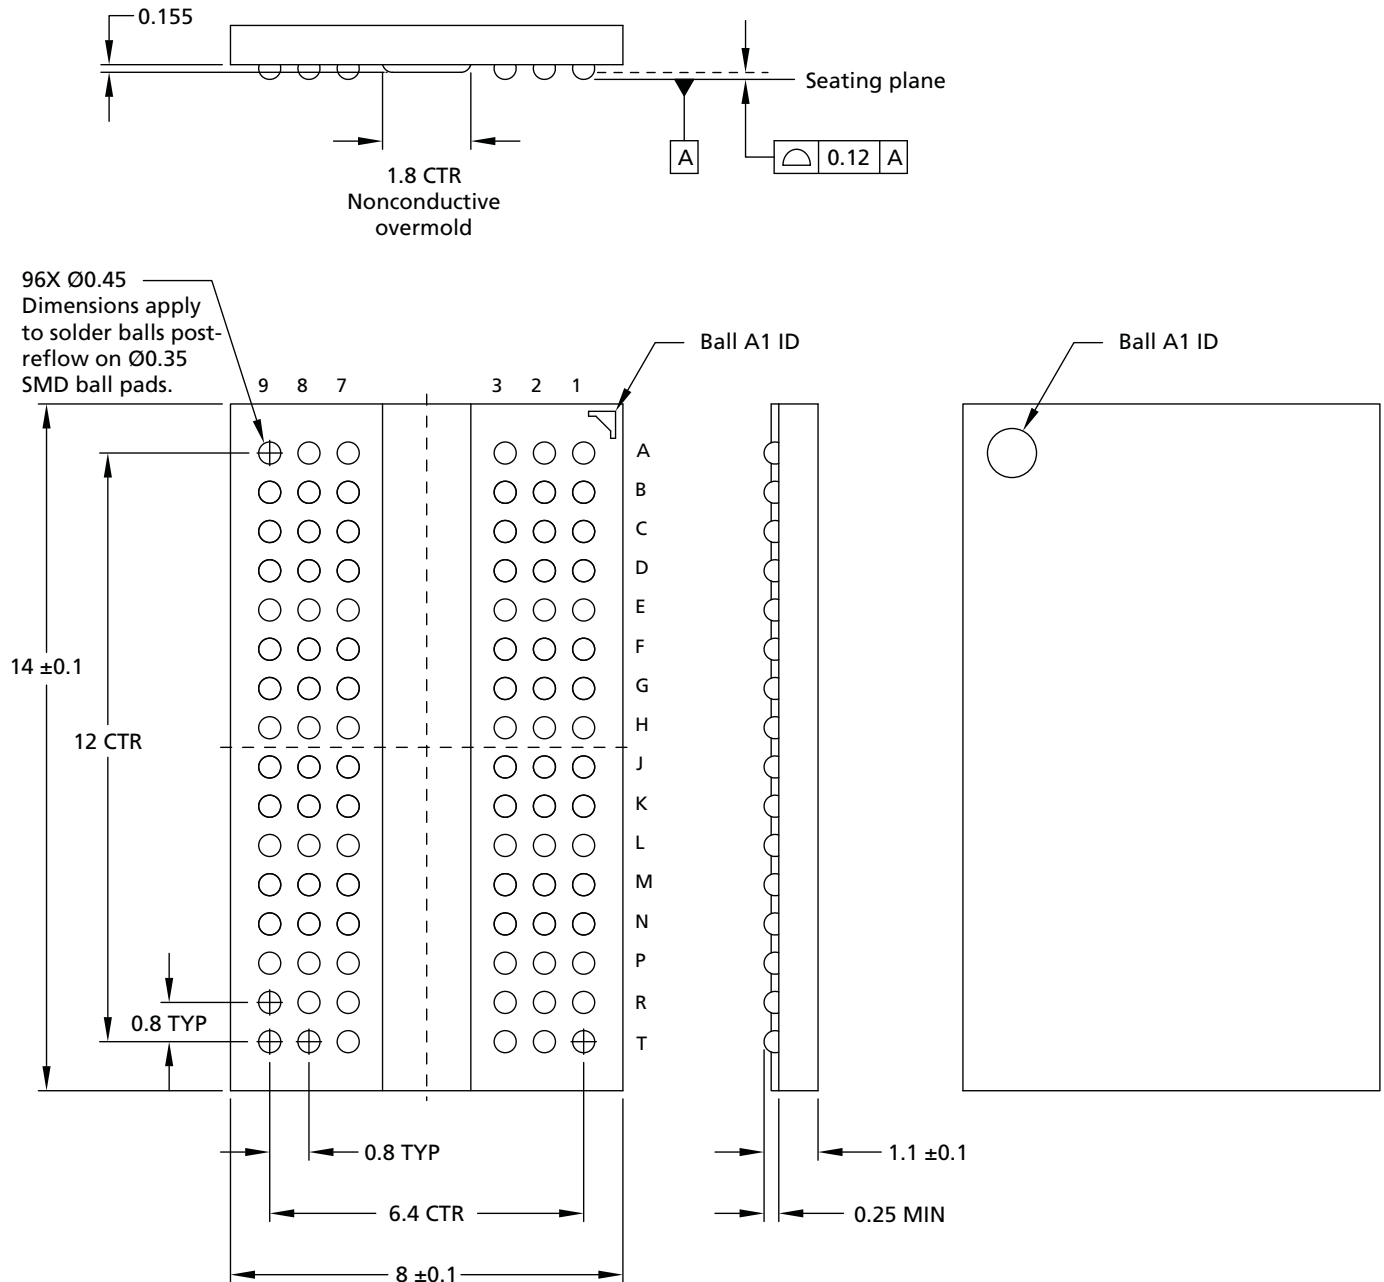 0.155
Seating plane
A
0.12 A
1.8 CTR
Nonconductive
overmold
96X Ø0.45
Dimensions apply
to solder balls post-
reflow on Ø0.35
SMD ball pads.
Ball A1 ID
Ball A1 ID
9 8 7 3 2 1
A
B
C
D
E
F
G
14 ±0.1
H
12 CTR
J
K
L
M
N
P
R
0.8 TYP
T
0.8 TYP
1.1 ±0.1
6.4 CTR
0.25 MIN
8 ±0.1